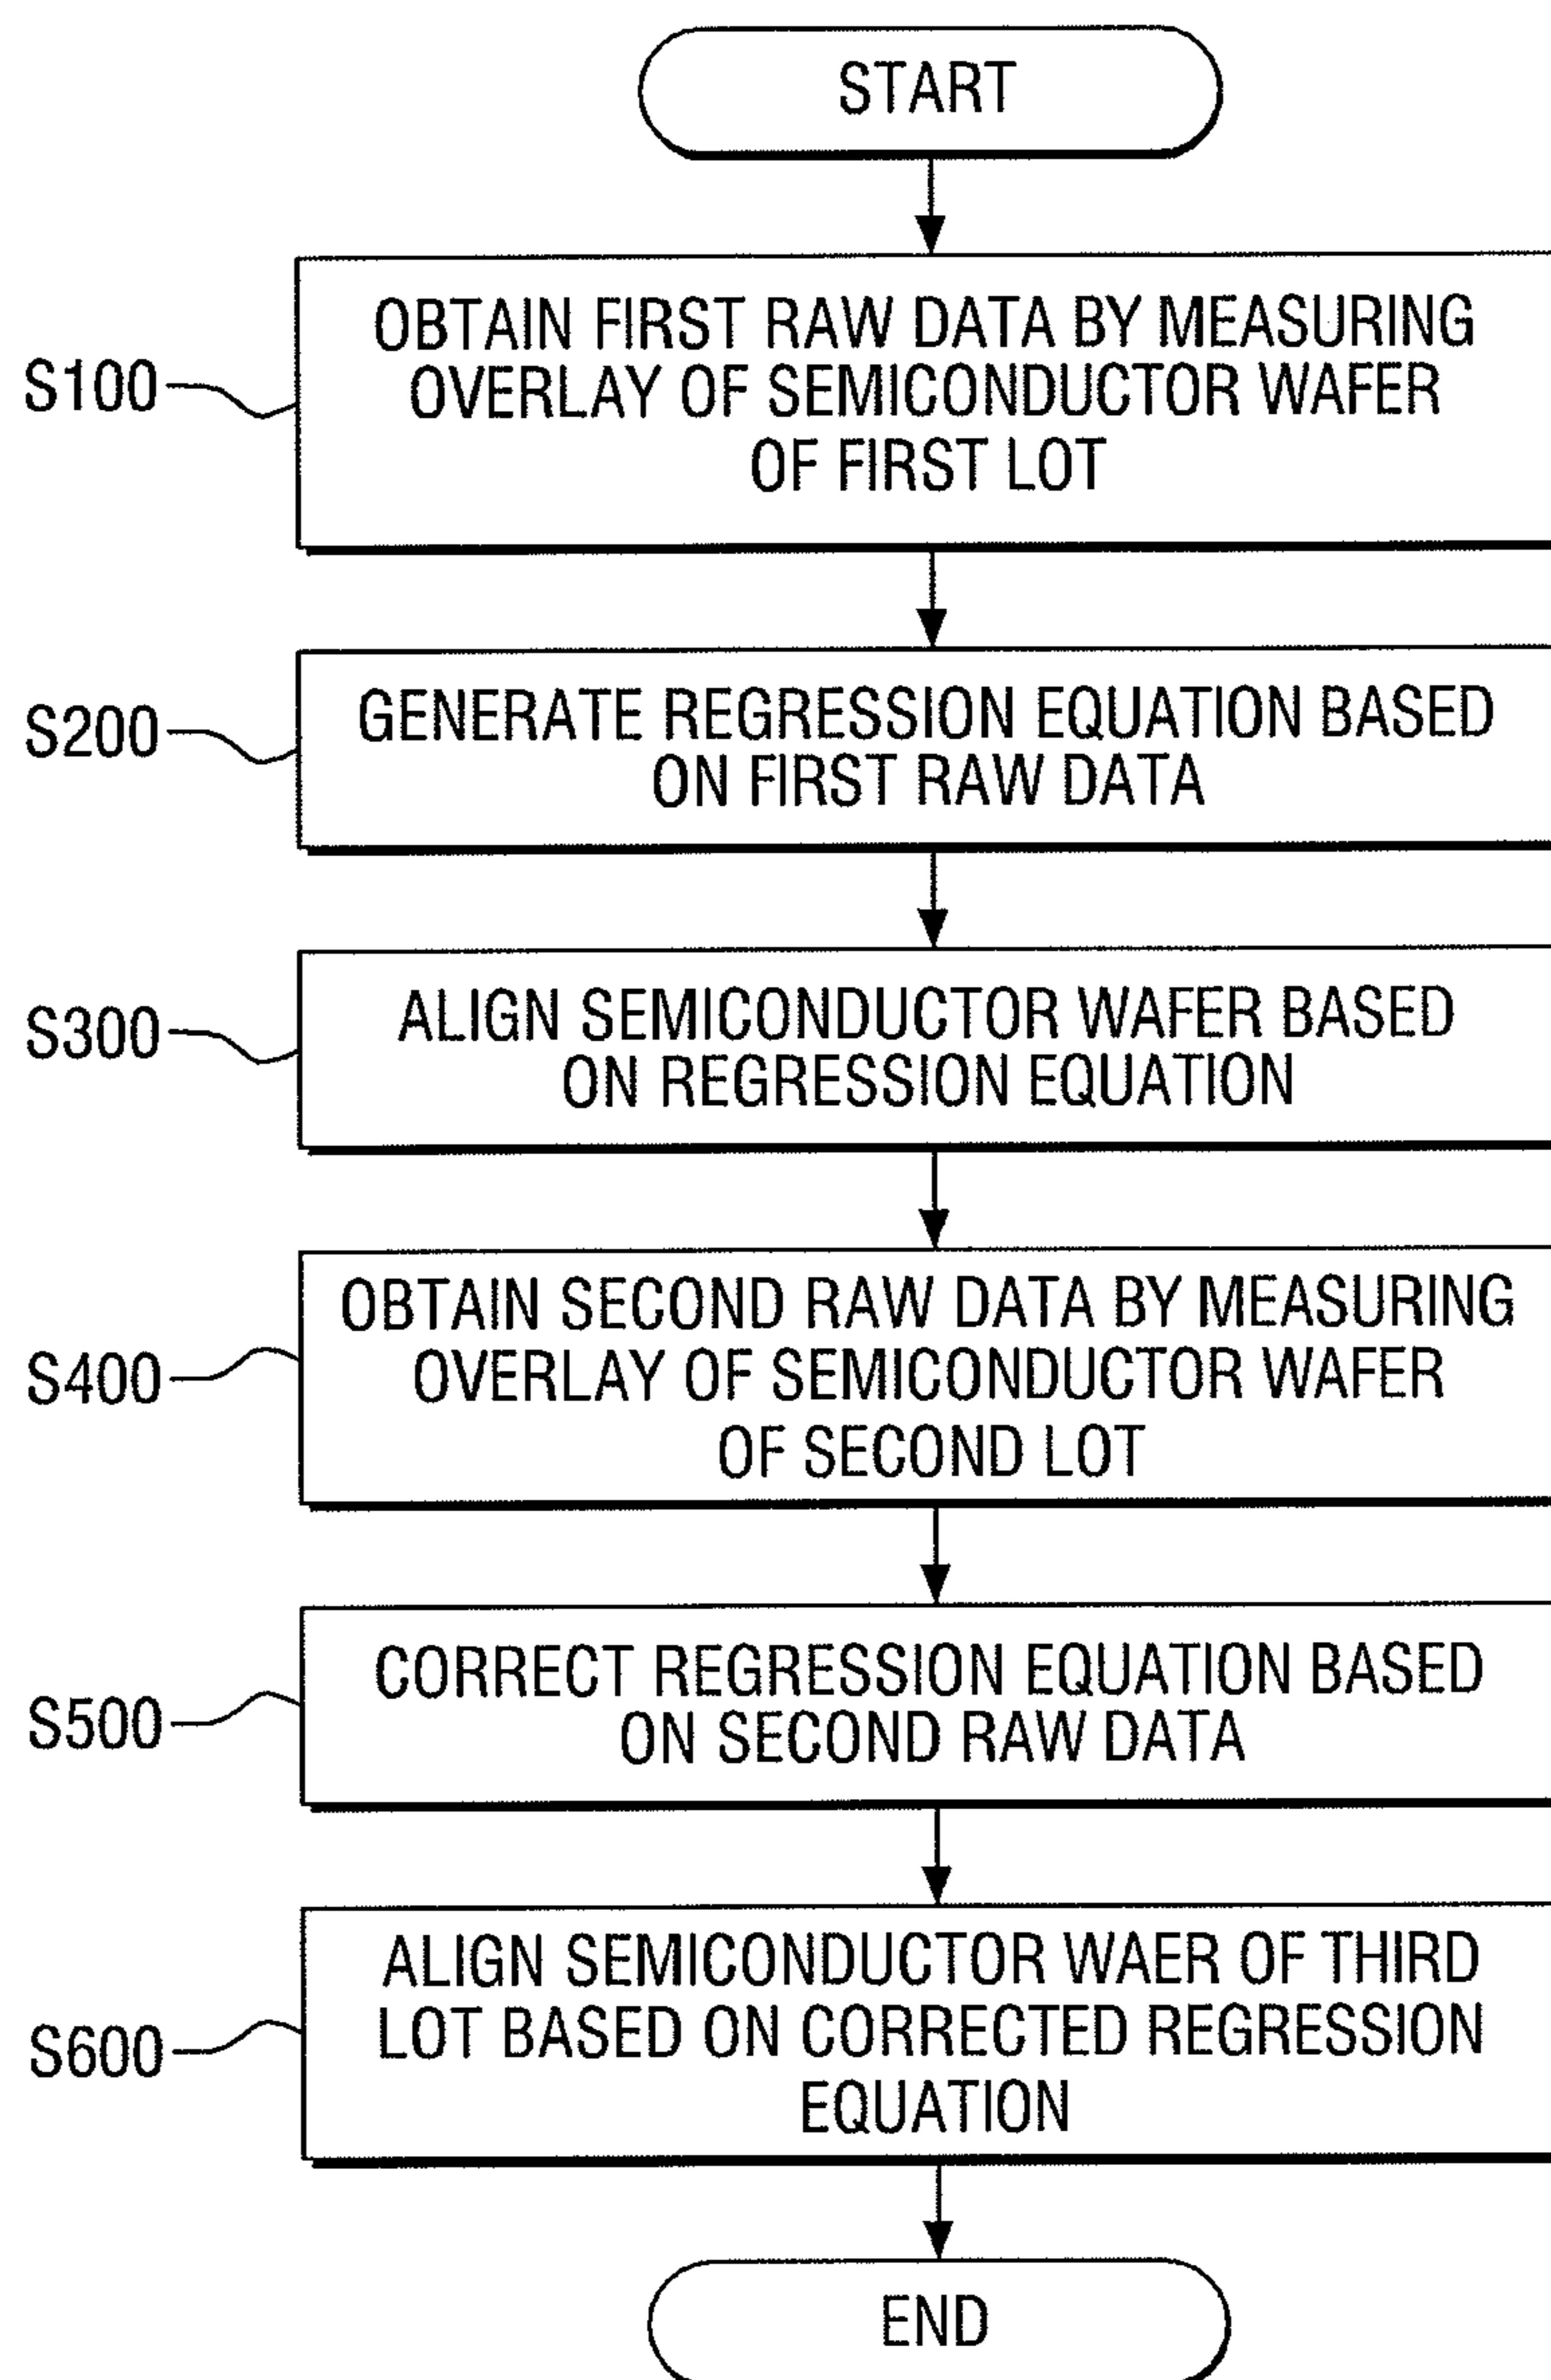 START
S100
OBTAIN FIRST RAW DATA BY MEASURING
OVERLAY OF SEMICONDUCTOR WAFER
OF FIRST LOT
S200
GENERATE REGRESSION EQUATION BASED
ON FIRST RAW DATA
S300
ALIGN SEMICONDUCTOR WAFER BASED
ON REGRESSION EQUATION
S400
OBTAIN SECOND RAW DATA BY MEASURING
OVERLAY OF SEMICONDUCTOR WAFER
OF SECOND LOT
S500
CORRECT REGRESSION EQUATION BASED
ON SECOND RAW DATA
S600
ALIGN SEMICONDUCTOR WAER OF THIRD
LOT BASED ON CORRECTED REGRESSION
EQUATION
END